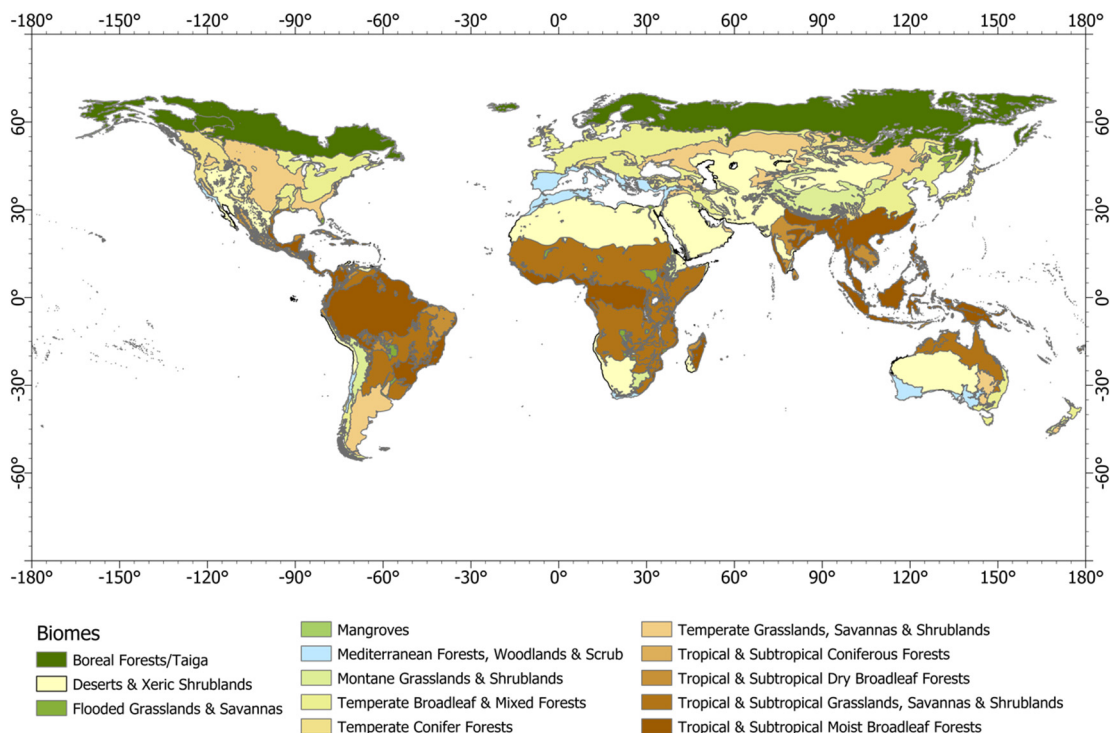 -180° -150° -120° -90° -60° -30° 0° 30° 60° 90° 120° 150° 180°
60° 60°
30° 30°
0° 0°
-30° -30°
-60° -60°
-180° -150° -120° -90° -60° -30° 0° 30° 60° 90° 120° 150° 180°
Biomes
Boreal Forests/Taiga
Deserts & Xeric Shrublands
Flooded Grasslands & Savannas
Mangroves
Mediterranean Forests, Woodlands & Scrub
Montane Grasslands & Shrublands
Temperate Broadleaf & Mixed Forests
Temperate Conifer Forests
Temperate Grasslands, Savannas & Shrublands
Tropical & Subtropical Coniferous Forests
Tropical & Subtropical Dry Broadleaf Forests
Tropical & Subtropical Grasslands, Savannas & Shrublands
Tropical & Subtropical Moist Broadleaf Forests